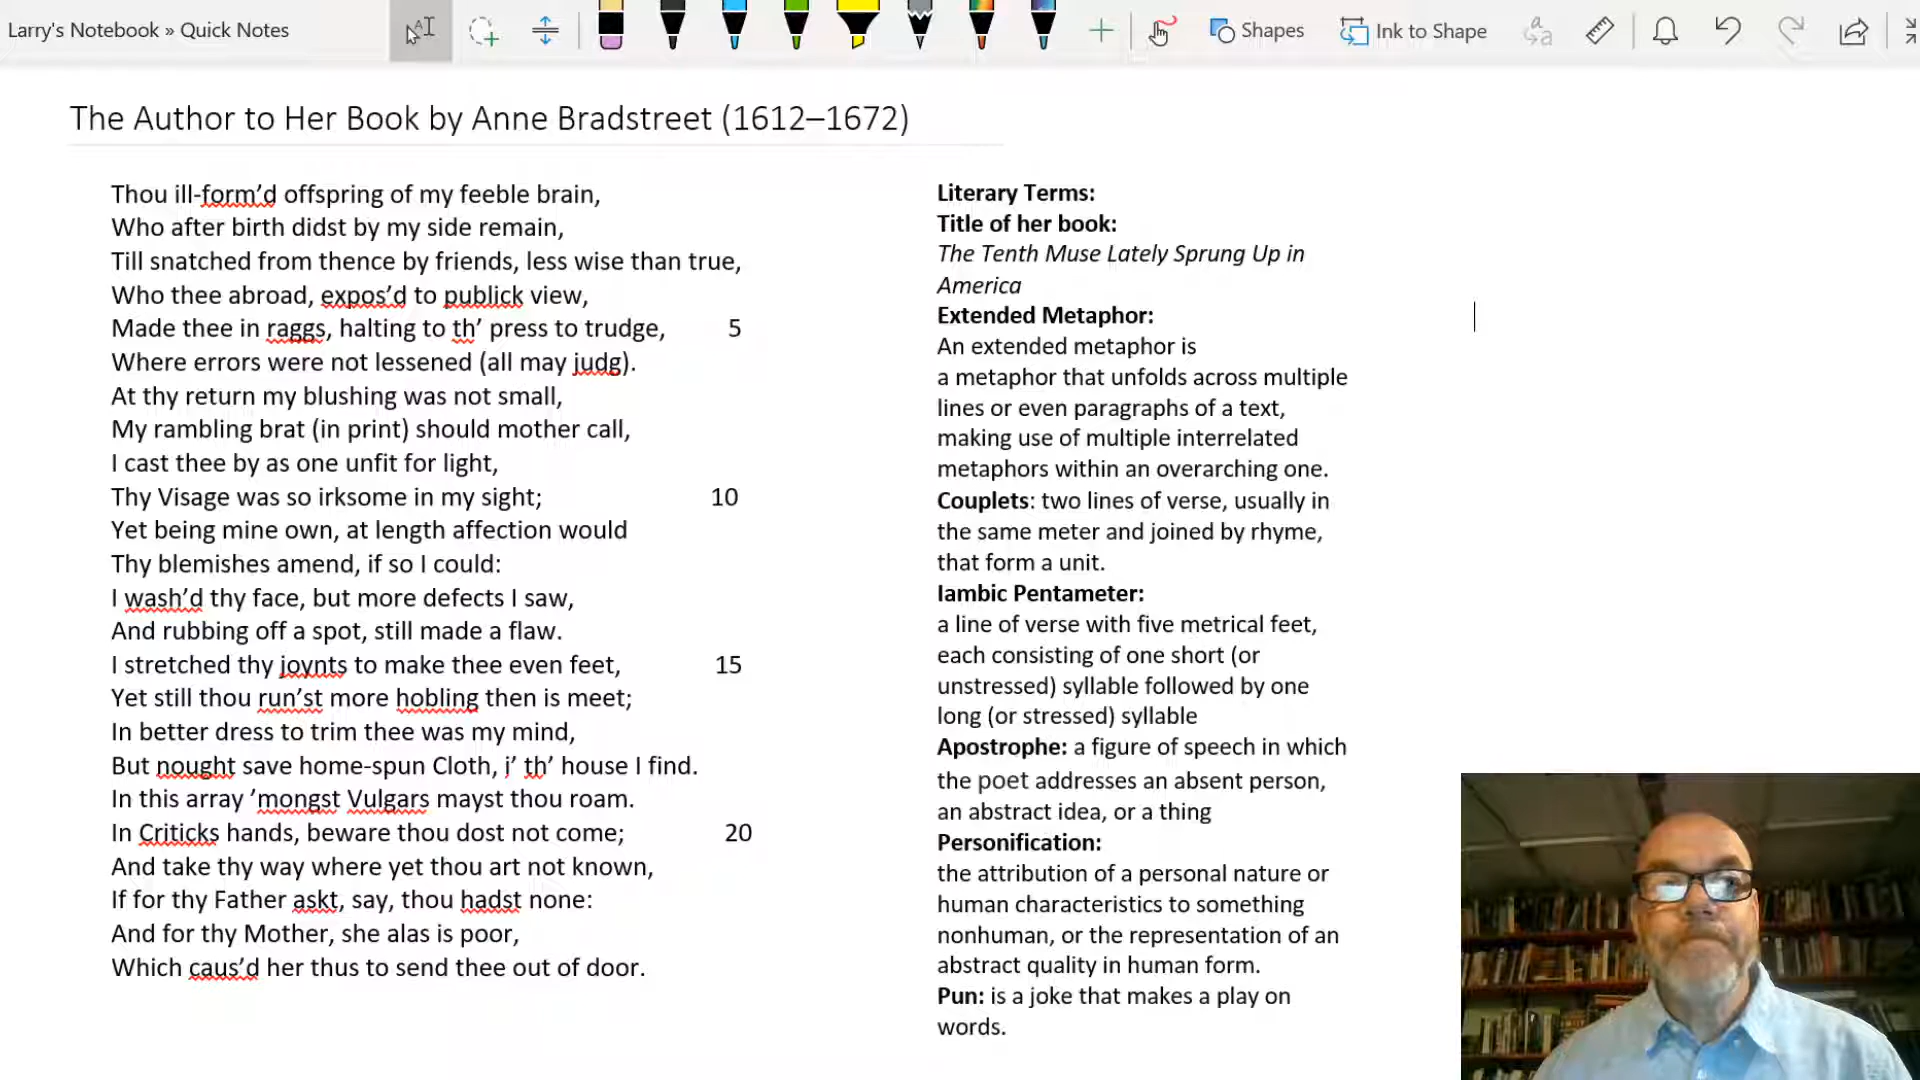 Larry's Notebook » Quick Notes
Shapes
Ink to Shape
The Author to Her Book by Anne Bradstreet (1612–1672)
Thou ill-form’d offspring of my feeble brain,
Who after birth didst by my side remain,
Till snatched from thence by friends, less wise than true,
Who thee abroad, expos’d to publick view,
Made thee in raggs, halting to th’ press to trudge, 5
Where errors were not lessened (all may judg).
At thy return my blushing was not small,
My rambling brat (in print) should mother call,
I cast thee by as one unfit for light,
Thy Visage was so irksome in my sight; 10
Yet being mine own, at length affection would
Thy blemishes amend, if so I could:
I wash’d thy face, but more defects I saw,
And rubbing off a spot, still made a flaw.
I stretched thy joynts to make thee even feet, 15
Yet still thou run’st more hobling then is meet;
In better dress to trim thee was my mind,
But nought save home-spun Cloth, i’ th’ house I find.
In this array ’mongst Vulgars mayst thou roam.
In Criticks hands, beware thou dost not come; 20
And take thy way where yet thou art not known,
If for thy Father askt, say, thou hadst none:
And for thy Mother, she alas is poor,
Which caus’d her thus to send thee out of door.
Literary Terms:
Title of her book:
The Tenth Muse Lately Sprung Up in
America
Extended Metaphor:
An extended metaphor is
a metaphor that unfolds across multiple
lines or even paragraphs of a text,
making use of multiple interrelated
metaphors within an overarching one.
Couplets: two lines of verse, usually in
the same meter and joined by rhyme,
that form a unit.
Iambic Pentameter:
a line of verse with five metrical feet,
each consisting of one short (or
unstressed) syllable followed by one
long (or stressed) syllable
Apostrophe: a figure of speech in which
the poet addresses an absent person,
an abstract idea, or a thing
Personification:
the attribution of a personal nature or
human characteristics to something
nonhuman, or the representation of an
abstract quality in human form.
Pun: is a joke that makes a play on
words.